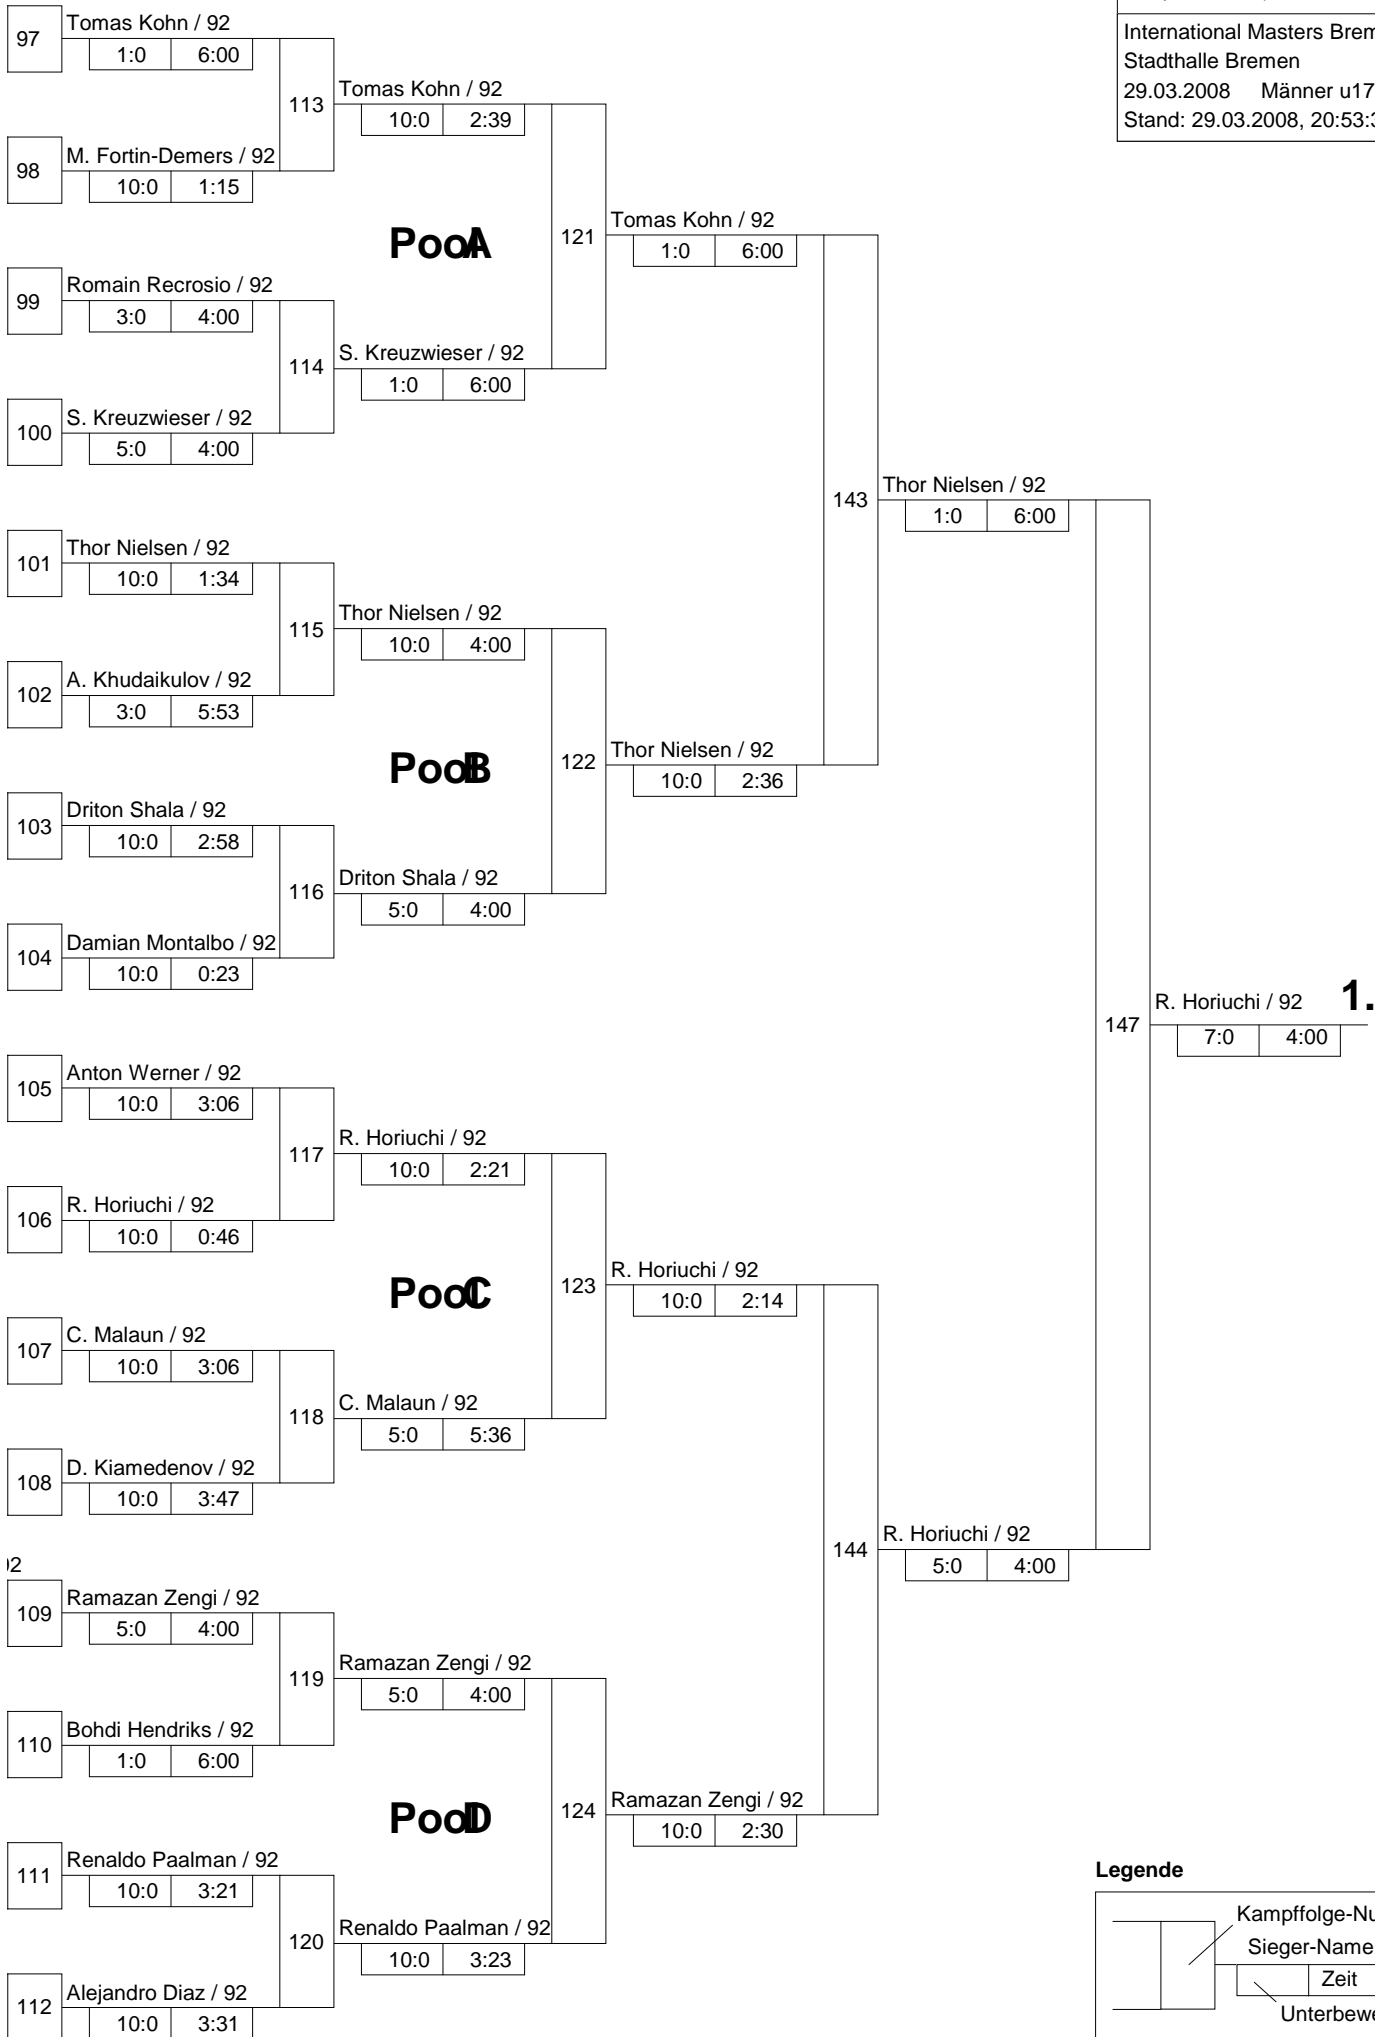 International Masters
Stadthalle Bremen
29.03.2008 Männer u17
Stand: 29.03.2008,
97
Tomas Kohn / 92
1:0 6:00
113
Tomas Kohn / 92
10:0 2:39
98
M. Fortin-Demers / 92
10:0 1:15
Pool A
121
Tomas Kohn / 92
1:0 6:00
99
Romain Recrosio / 92
3:0 4:00
114
S. Kreuzwieser / 92
1:0 6:00
100
S. Kreuzwieser / 92
5:0 4:00
143
Thor Nielsen / 92
1:0 6:00
101
Thor Nielsen / 92
10:0 1:34
115
Thor Nielsen / 92
10:0 4:00
102
A. Khudaikulov / 92
3:0 5:53
Pool B
122
Thor Nielsen / 92
10:0 2:36
103
Driton Shala / 92
10:0 2:58
116
Driton Shala / 92
5:0 4:00
104
Damian Montalbo / 92
10:0 0:23
147
R. Horiuchi / 92 1.
7:0 4:00
105
Anton Werner / 92
10:0 3:06
117
R. Horiuchi / 92
10:0 2:21
106
R. Horiuchi / 92
10:0 0:46
Pool C
123
R. Horiuchi / 92
10:0 2:14
107
C. Malaun / 92
10:0 3:06
118
C. Malaun / 92
5:0 5:36
108
D. Kiamedenov / 92
10:0 3:47
144
R. Horiuchi / 92
5:0 4:00
109
Ramazan Zengi / 92
5:0 4:00
119
Ramazan Zengi / 92
5:0 4:00
110
Bohdi Hendriks / 92
1:0 6:00
Pool D
124
Ramazan Zengi / 92
10:0 2:30
111
Renaldo Paalman / 92
10:0 3:21
120
Renaldo Paalman / 92
10:0 3:23
112
Alejandro Diaz / 92
10:0 3:31
Legende
Sieger-Name
Zeit